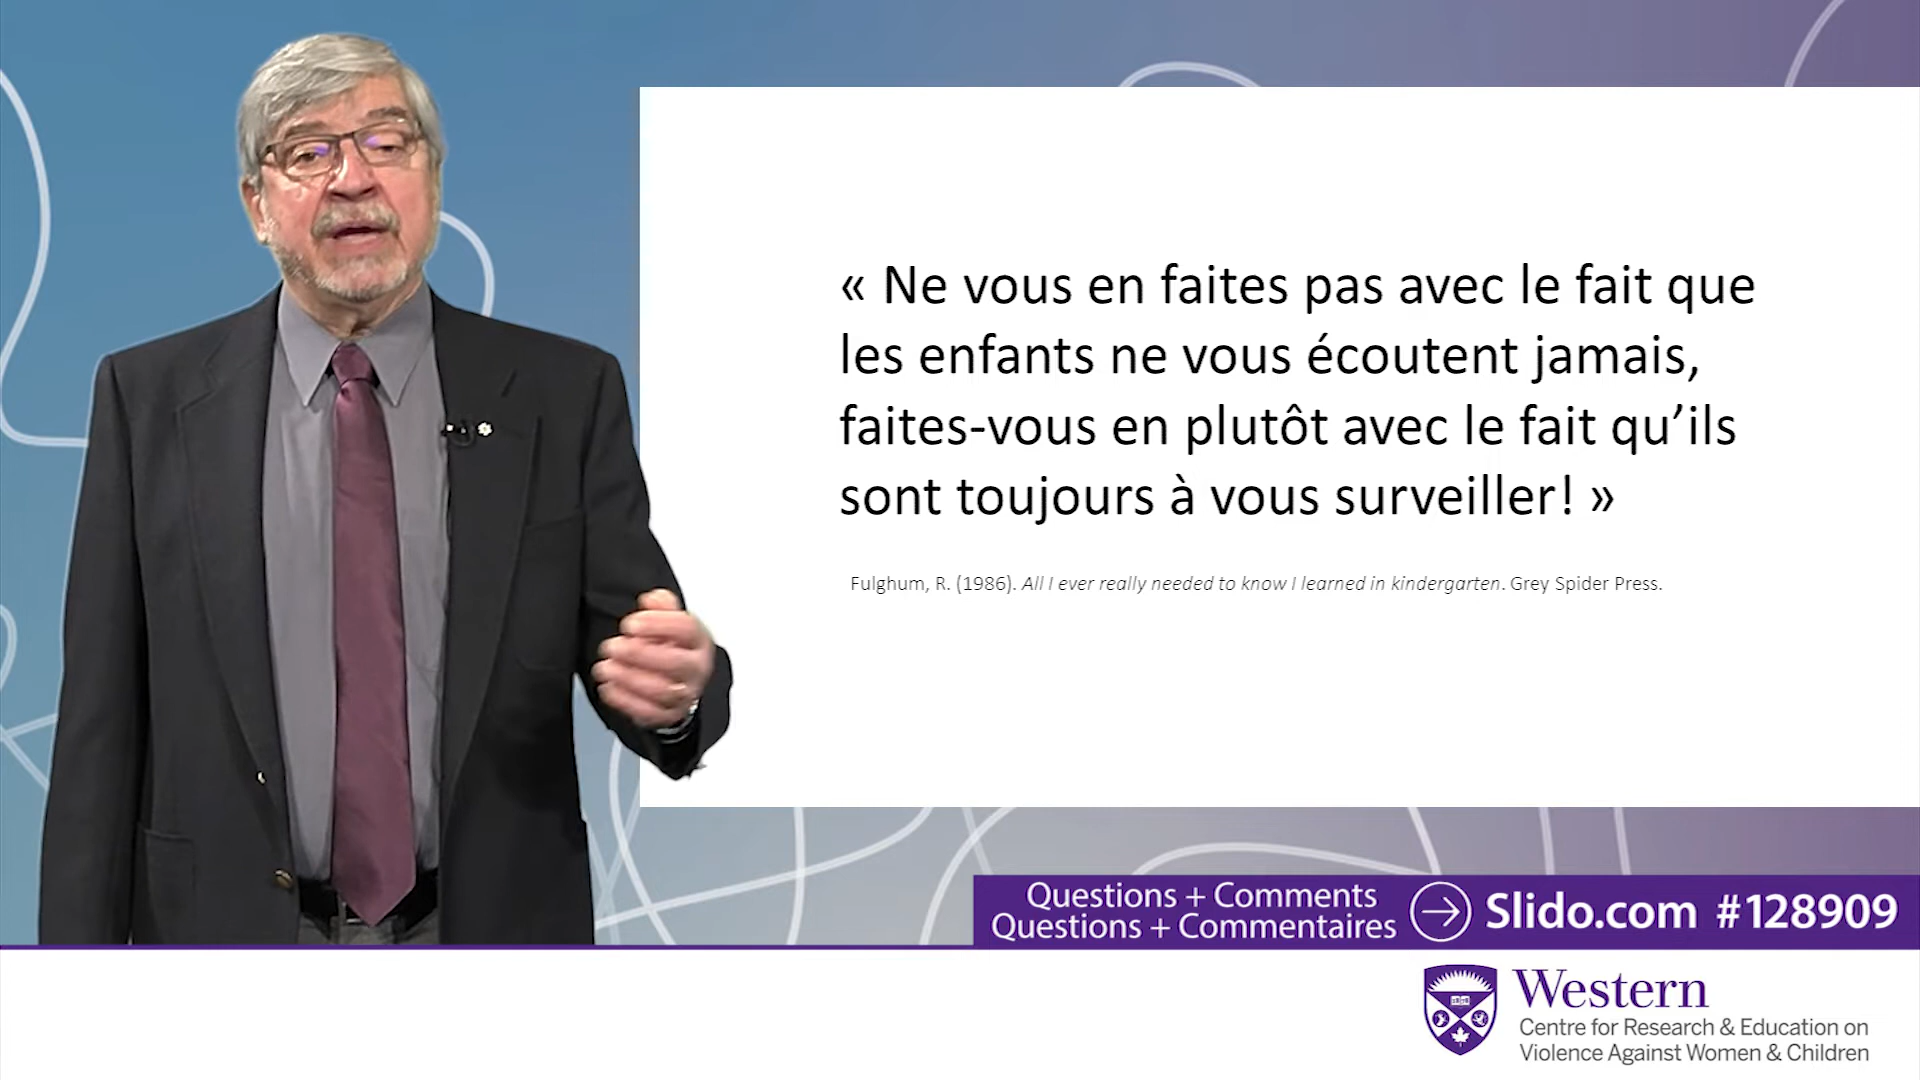 « Ne vous en faites pas avec le fait que
les enfants ne vous écoutent jamais,
faites-vous en plutôt avec le fait qu’ils
sont toujours à vous surveiller! »
Fulghum, R. (1986). All I ever really needed to know I learned in kindergarten. Grey Spider Press.
Questions + Comments
Questions + Commentaires
Slido.com #128909
Western
Centre for Research & Education on
Violence Against Women & Children